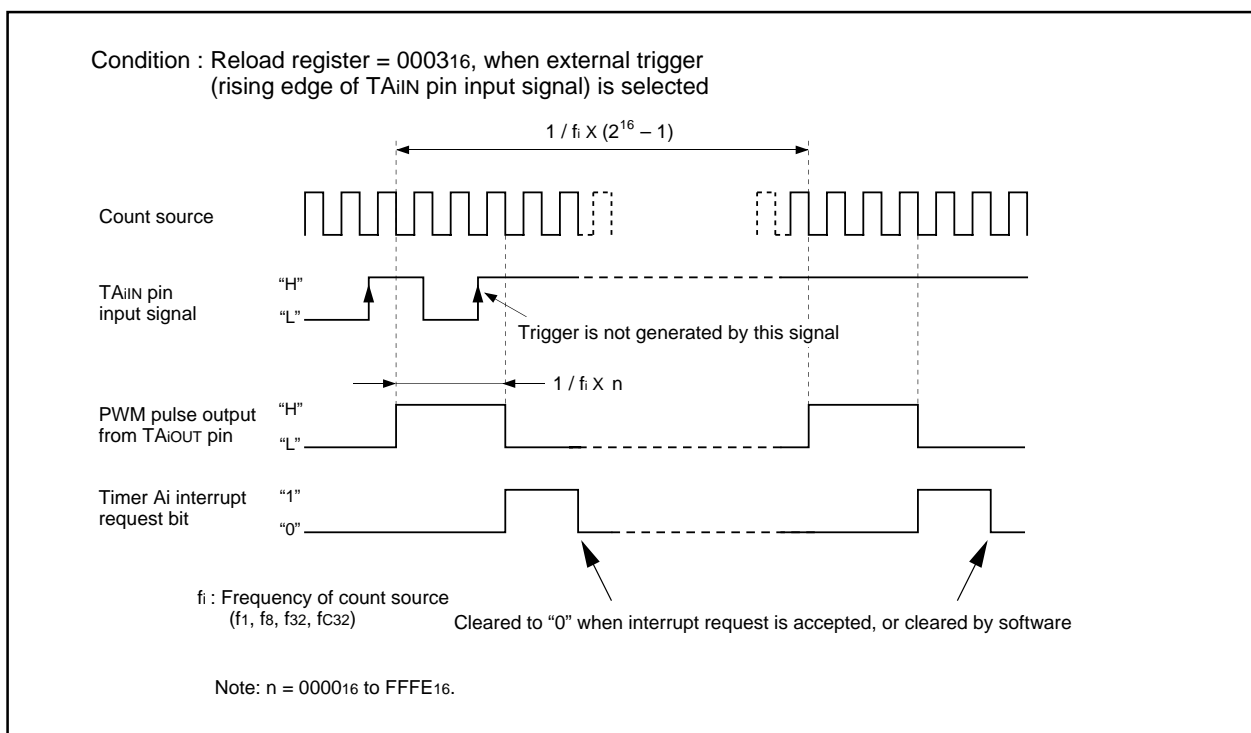 Condition : Reload register = 000316, when external trigger
(rising edge of TAiIN pin input signal) is selected
1 / fi X (2^16 – 1)
Count source
TAiIN pin
input signal
“H”
“L”
Trigger is not generated by this signal
1 / fi X n
PWM pulse output
from TAiOUT pin
“H”
“L”
Timer Ai interrupt
request bit
“1”
“0”
fi : Frequency of count source
(f1, f8, f32, fC32)
Cleared to “0” when interrupt request is accepted, or cleared by software
Note: n = 000016 to FFFE16.